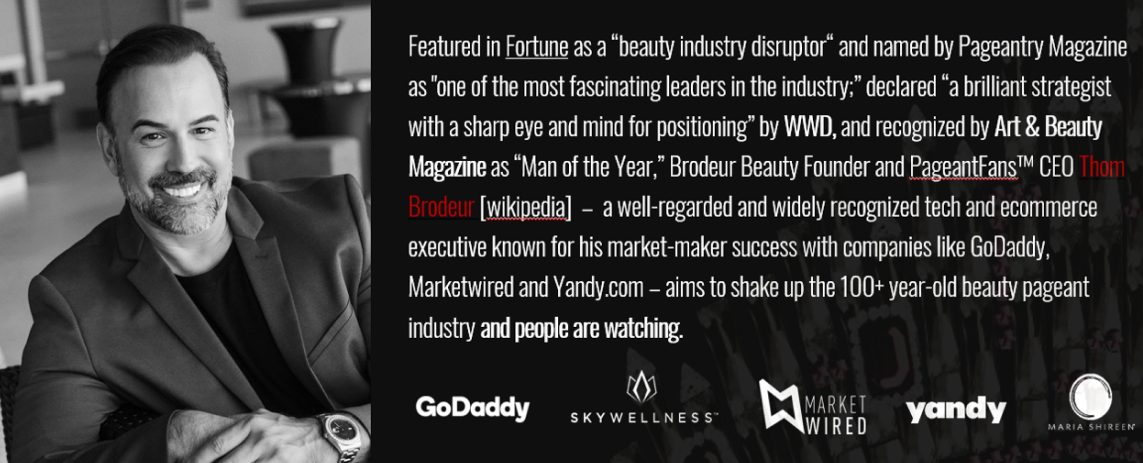 Featured in Fortune as a “beauty industry disruptor“ and named by Pageantry Magazine
as "one of the most fascinating leaders in the industry;” declared “a brilliant strategist
with a sharp eye and mind for positioning” by WWD, and recognized by Art & Beauty
Magazine as “Man of the Year,” Brodeur Beauty Founder and PageantFans™ CEO Thom
Brodeur [wikipedia] – a well-regarded and widely recognized tech and ecommerce
executive known for his market-maker success with companies like GoDaddy,
Marketwired and Yandy.com – aims to shake up the 100+ year-old beauty pageant
industry and people are watching.
GoDaddy SKYWELLNESS™ MARKET WIRED yandy MARIA SHIREEN